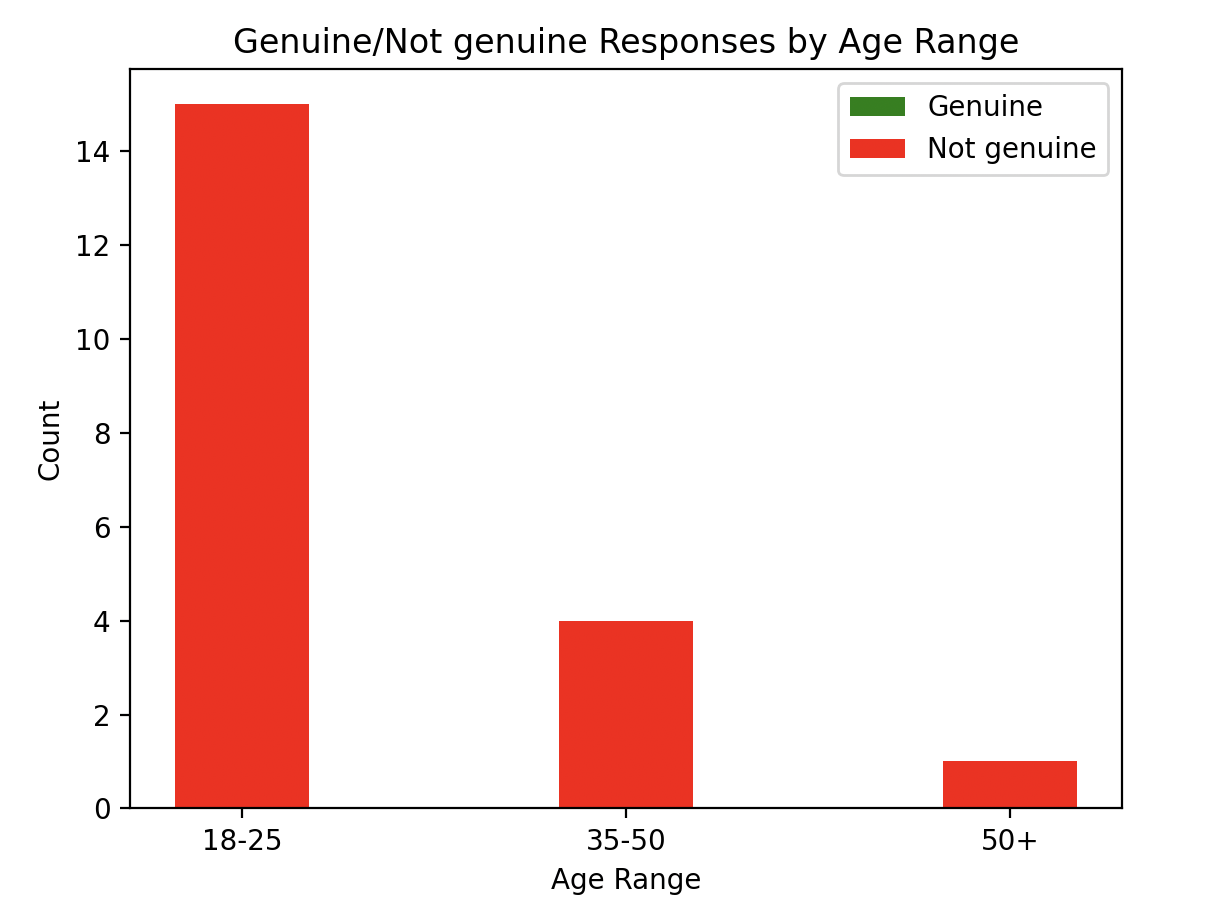 Genuine/Not genuine Responses by Age Range
Genuine
Not genuine
14
12
10
8
6
4
2
0
Count
18-25
35-50
50+
Age Range